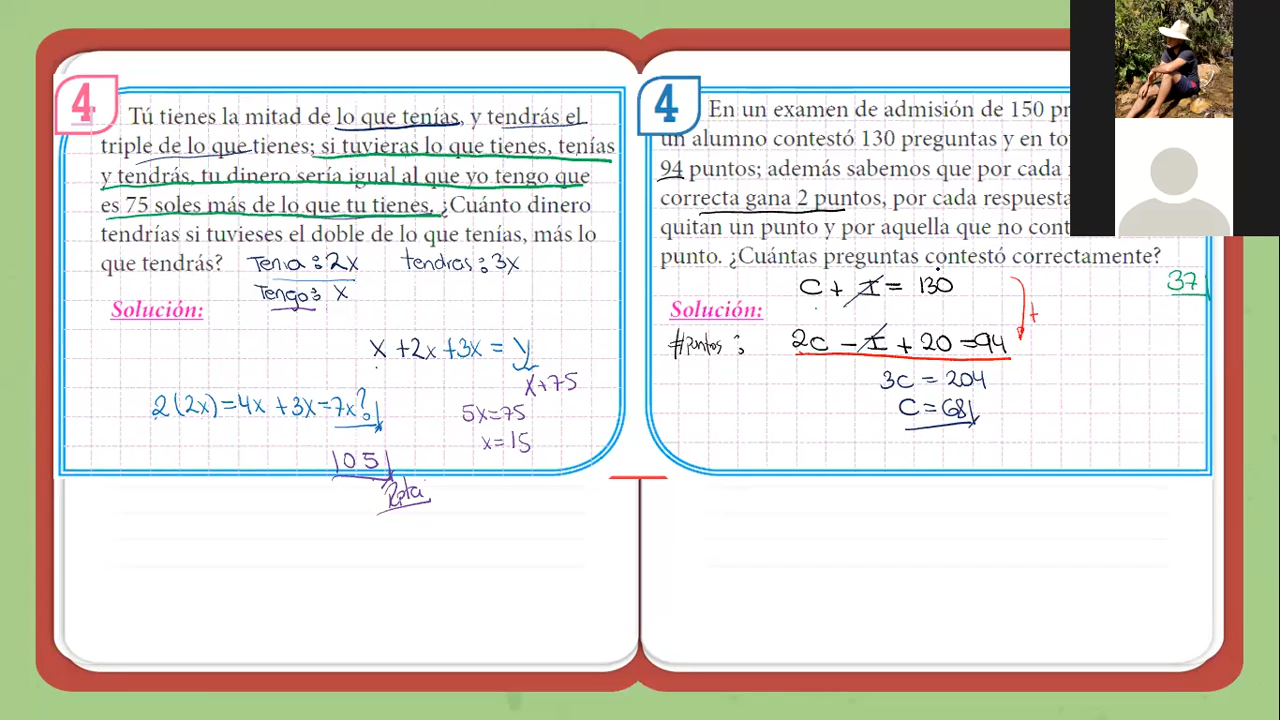 4
Tú tienes la mitad de lo que tenías, y tendrás el
triple de lo que tienes; si tuvieras lo que tienes, tenías
y tendrás, tu dinero sería igual al que yo tengo que
es 75 soles más de lo que tu tienes. ¿Cuánto dinero
tendrías si tuvieses el doble de lo que tenías, más lo
que tendrás?
Tenia : 2x tendras : 3x
Tengo : x
Solución:
x + 2x + 3x = y
x + 75
2 (2x) = 4x + 3x = 7x?
5x = 75
x = 15
105
Rpta
4
En un examen de admisión de 150
un alumno contestó 130 preguntas y en
94 puntos; además sabemos que por cada
correcta gana 2 puntos, por cada respuesta
quitan un punto y por aquella que no
punto. ¿Cuántas preguntas contestó correctamente?
C + I = 130
37
Solución:
+
#puntos : 2C - I + 20 = 94
3C = 204
C = 68